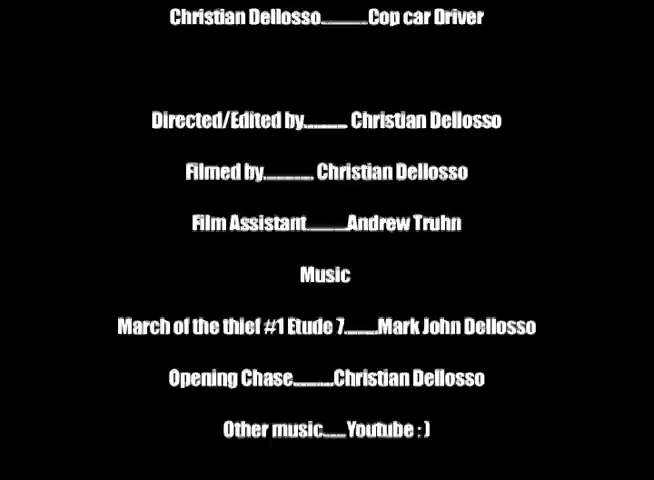 Christian Dellosso............Cop car Driver
Directed/Edited by........... Christian Dellosso
Filmed by............. Christian Dellosso
Film Assistant..........Andrew Truhn
Music
March of the thief #1 Etude 7.........Mark John Dellosso
Opening Chase..........Christian Dellosso
Other music......Youtube : )